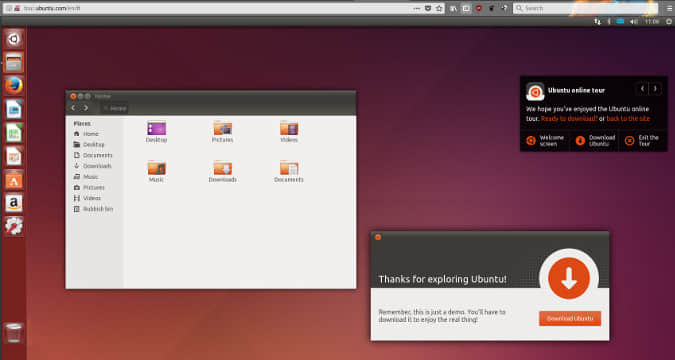 tour.ubuntu.com/en/#
Search
11:06
Home
Home
Places
Home
Desktop
Documents
Downloads
Music
Pictures
Videos
Rubbish bin
Desktop
Pictures
Videos
Music
Downloads
Documents
Ubuntu online tour
We hope you've enjoyed the Ubuntu online
tour. Ready to download? or back to the site
Welcome
screen
Download
Ubuntu
Exit the
Tour
Thanks for exploring Ubuntu!
Remember, this is just a demo. You'll have to
download it to enjoy the real thing!
Download Ubuntu